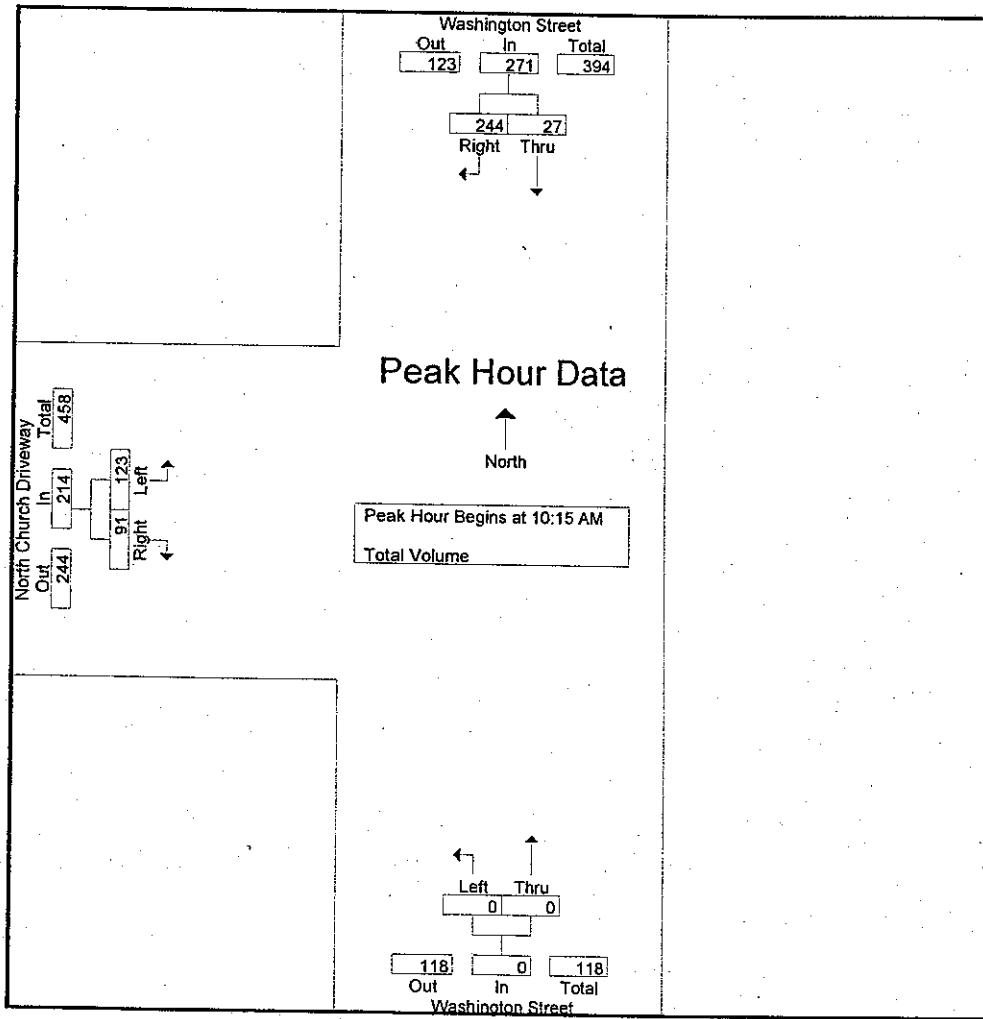 Washington Street
Out In Total
123 271 394
244 27
Right Thru
Peak Hour Data
North
Peak Hour Begins at 10:15 AM
Total Volume
North Church Driveway
Out In Total
244 214 458
91 123
Right Left
Left Thru
0 0
118 0 118
Out In Total
Washington Street